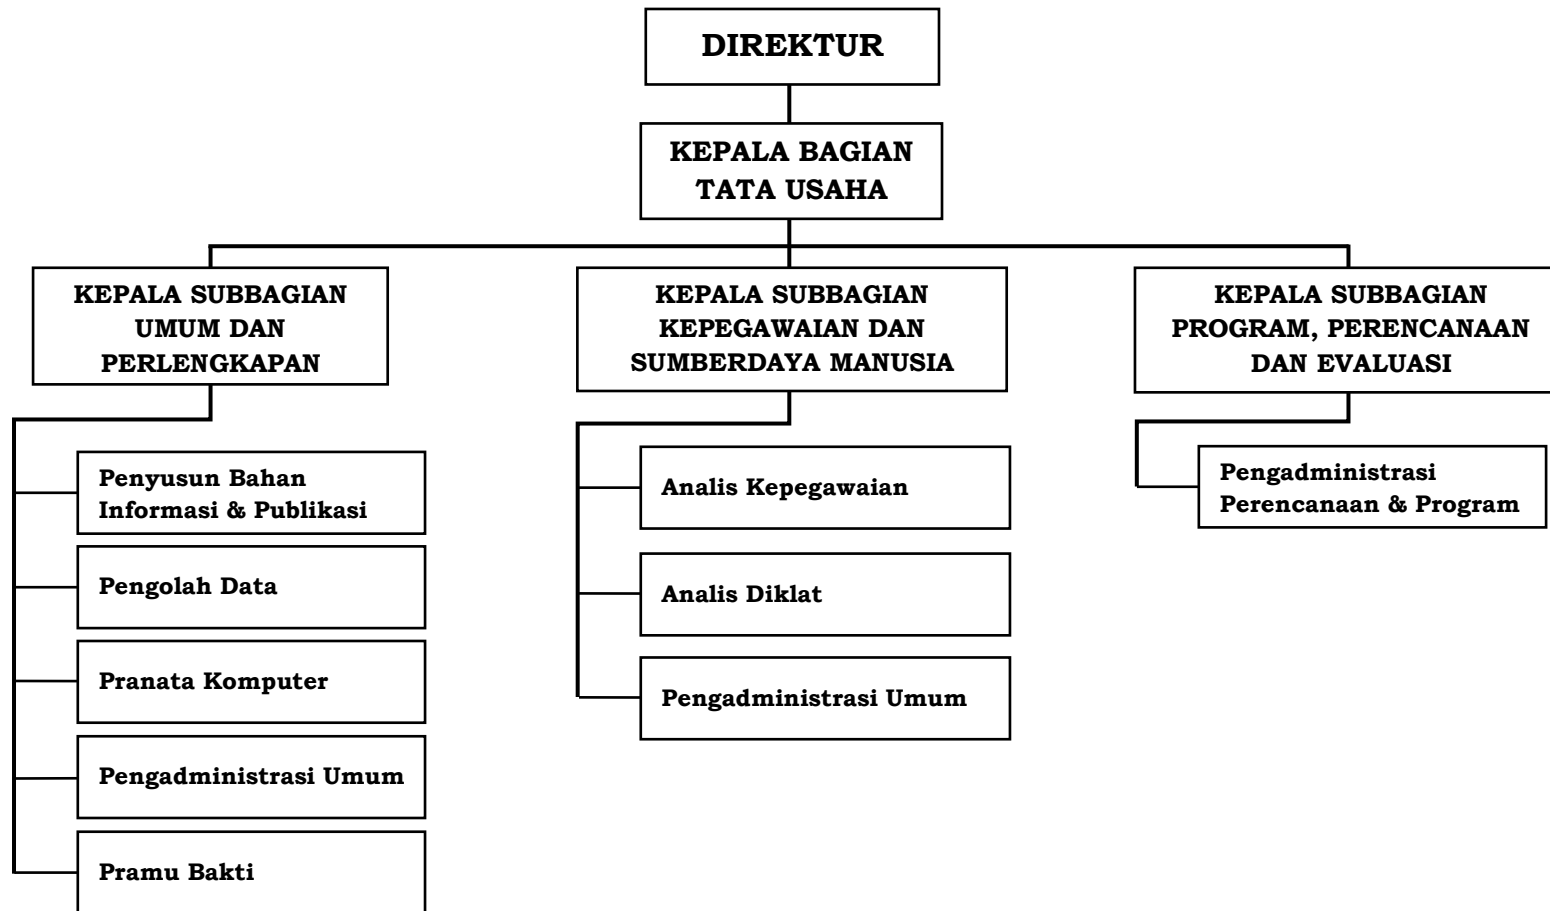 DIREKTUR
KEPALA BAGIAN
TATA USAHA
KEPALA SUBBAGIAN
UMUM DAN
PERLENGKAPAN
KEPALA SUBBAGIAN
KEPEGAWAIAN DAN
SUMBERDAYA MANUSIA
KEPALA SUBBAGIAN
PROGRAM, PERENCANAAN
DAN EVALUASI
Penyusun Bahan
Informasi & Publikasi
Pengolah Data
Pranata Komputer
Pengadministrasi Umum
Pramu Bakti
Analis Kepegawaian
Analis Diklat
Pengadministrasi Umum
Pengadministrasi
Perencanaan & Program